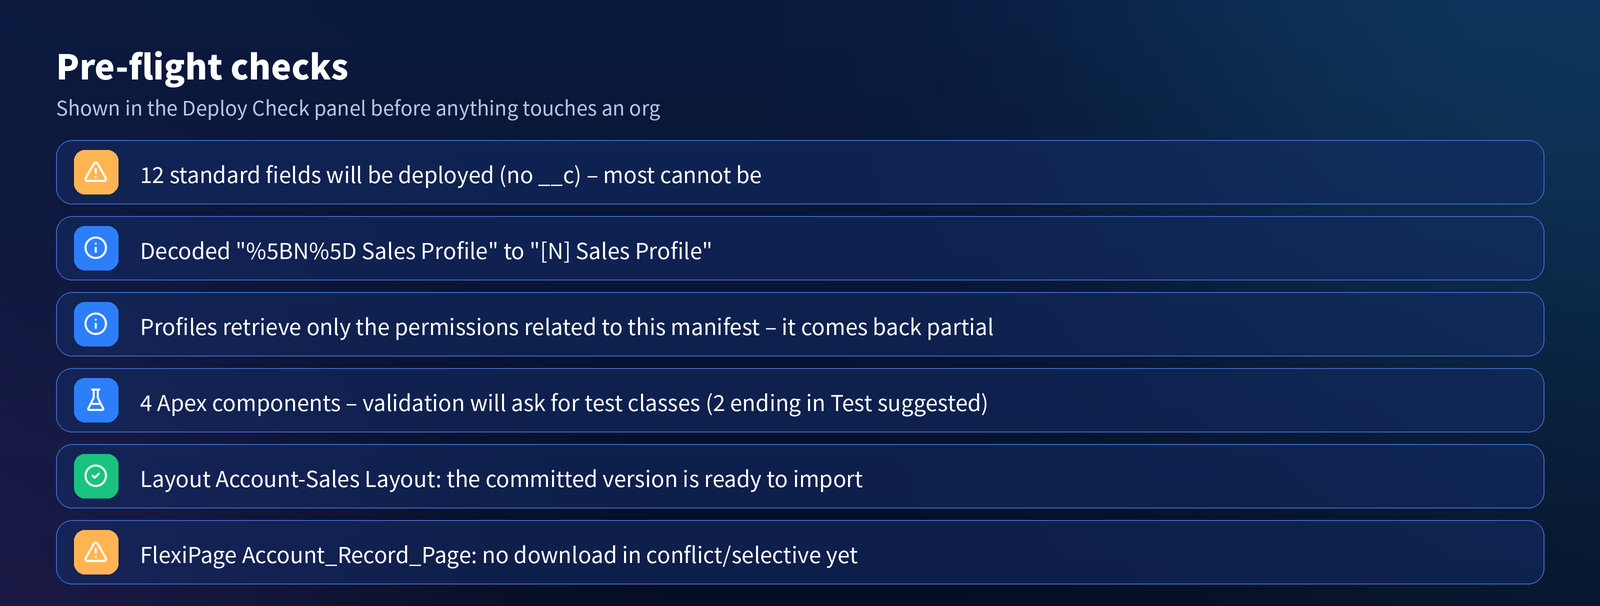 Pre-flight checks
Shown in the Deploy Check panel before anything touches an org
12 standard fields will be deployed (no __c) – most cannot be
Decoded "%5BN%5D Sales Profile" to "[N] Sales Profile"
Profiles retrieve only the permissions related to this manifest – it comes back partial
4 Apex components – validation will ask for test classes (2 ending in Test suggested)
Layout Account-Sales Layout: the committed version is ready to import
FlexiPage Account_Record_Page: no download in conflict/selective yet